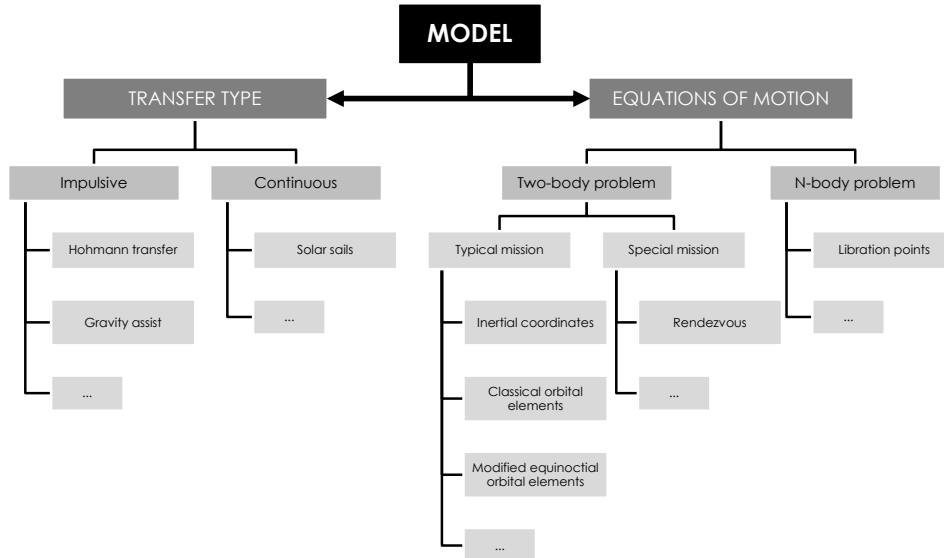 MODEL
TRANSFER TYPE
EQUATIONS OF MOTION
Impulsive
Continuous
Two-body problem
N-body problem
Hohmann transfer
Solar sails
Typical mission
Special mission
Libration points
Gravity assist
...
Inertial coordinates
Rendezvous
...
...
Classical orbital
elements
...
Modified equinoctial
orbital elements
...